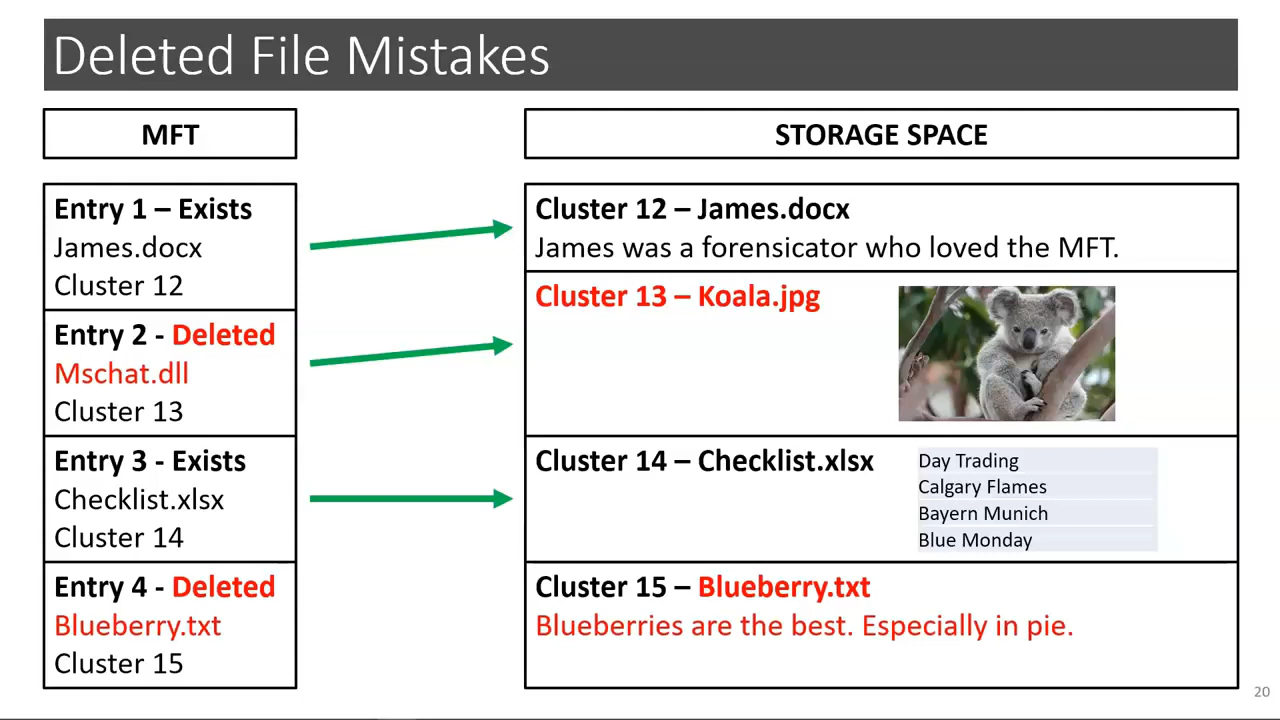 Deleted File Mistakes
MFT
STORAGE SPACE
Entry 1 – Exists
James.docx
Cluster 12
Entry 2 - Deleted
Mschat.dll
Cluster 13
Entry 3 - Exists
Checklist.xlsx
Cluster 14
Entry 4 - Deleted
Blueberry.txt
Cluster 15
Cluster 12 – James.docx
James was a forensicator who loved the MFT.
Cluster 13 – Koala.jpg
Cluster 14 – Checklist.xlsx
Day Trading
Calgary Flames
Bayern Munich
Blue Monday
Cluster 15 – Blueberry.txt
Blueberries are the best. Especially in pie.
20